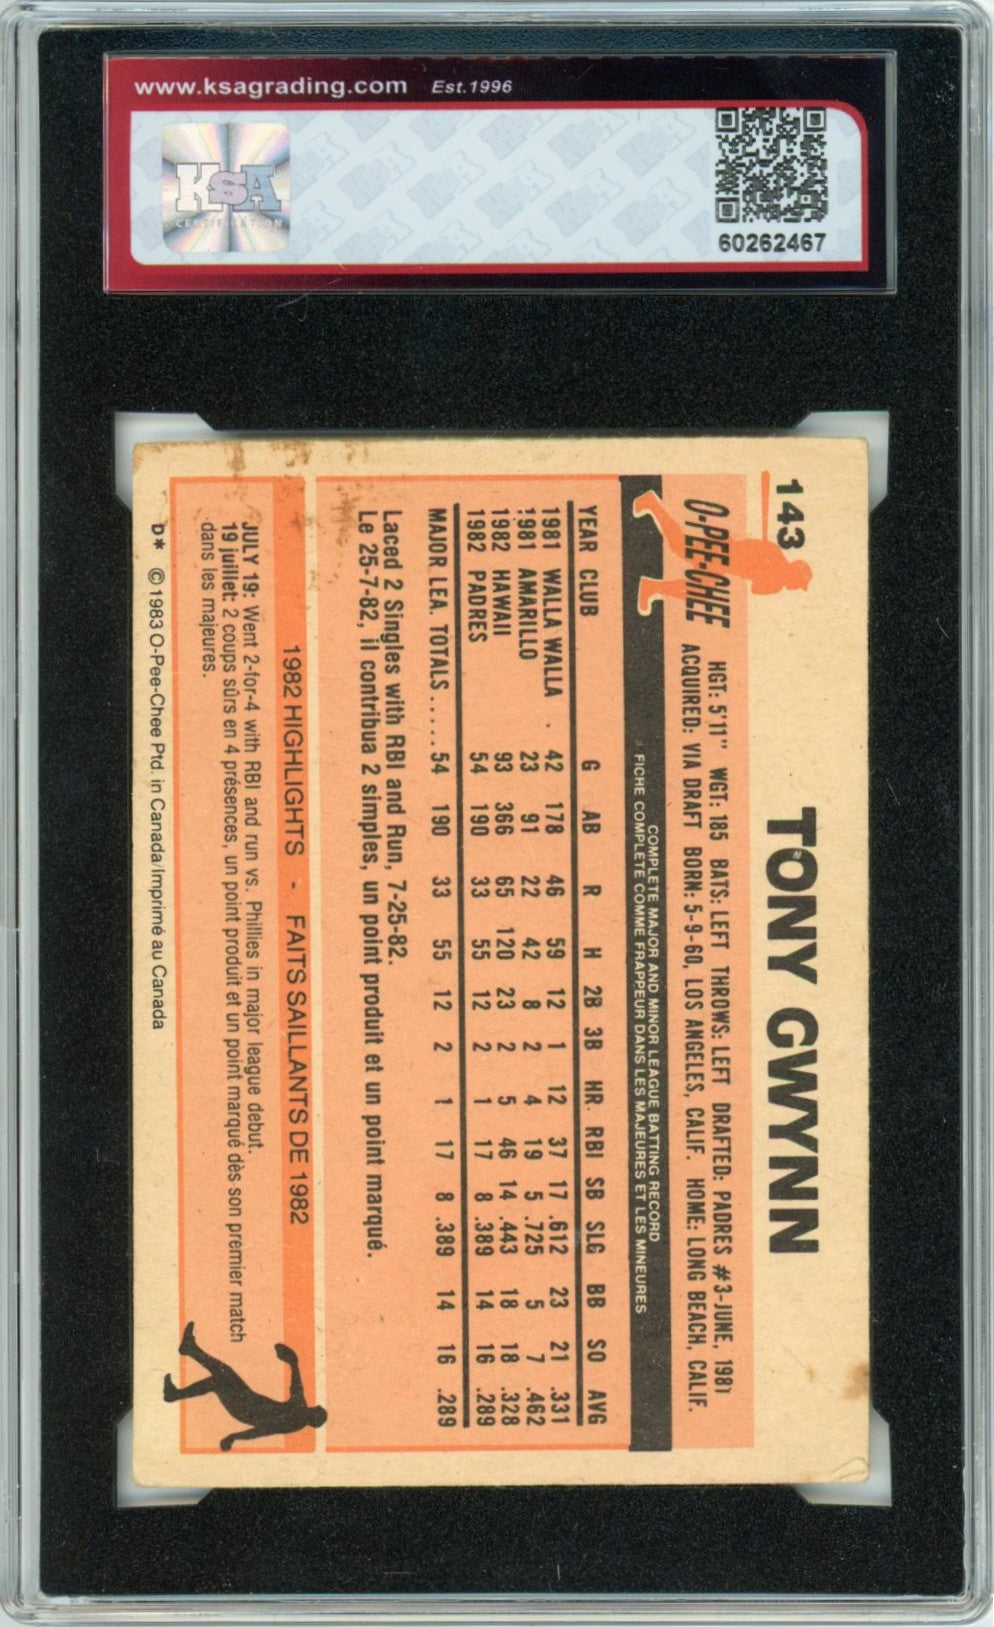 www.ksagrading.com Est.1996
KSA
CERTIFICATION
60262467
143
TONY GWYNN
O-PEE-CHEE
HGT: 5'11" WGT: 185 BATS: LEFT THROWS: LEFT DRAFTED: PADRES #3-JUNE, 1981
ACQUIRED: VIA DRAFT BORN: 5-9-60, LOS ANGELES, CALIF. HOME: LONG BEACH, CALIF.
COMPLETE MAJOR AND MINOR LEAGUE BATTING RECORD
FICHE COMPLETE COMME FRAPPEUR DANS LES MAJEURES ET LES MINEURES
YEAR CLUB G AB R H 2B 3B HR RBI SB SLG BB SO AVG
1981 WALLA WALLA . 42 178 46 59 12 1 12 37 17 .612 23 21 .331
1981 AMARILLO 23 91 22 42 8 2 4 19 5 .725 5 7 .462
1982 HAWAII 93 366 65 120 23 2 5 46 14 .443 18 18 .328
1982 PADRES 54 190 33 55 12 2 1 17 8 .389 14 16 .289
MAJOR LEA. TOTALS ..... 54 190 33 55 12 2 1 17 8 .389 14 16 .289
Laced 2 Singles with RBI and Run, 7-25-82.
Le 25-7-82, il contribua 2 simples, un point produit et un point marqué.
1982 HIGHLIGHTS - FAITS SAILLANTS DE 1982
JULY 19: Went 2-for-4 with RBI and run vs. Phillies in major league debut.
19 juillet: 2 coups sûrs en 4 présences, un point produit et un point marqué dès son premier match
dans les majeures.
D* © 1983 O-Pee-Chee Ptd. in Canada/Imprimé au Canada